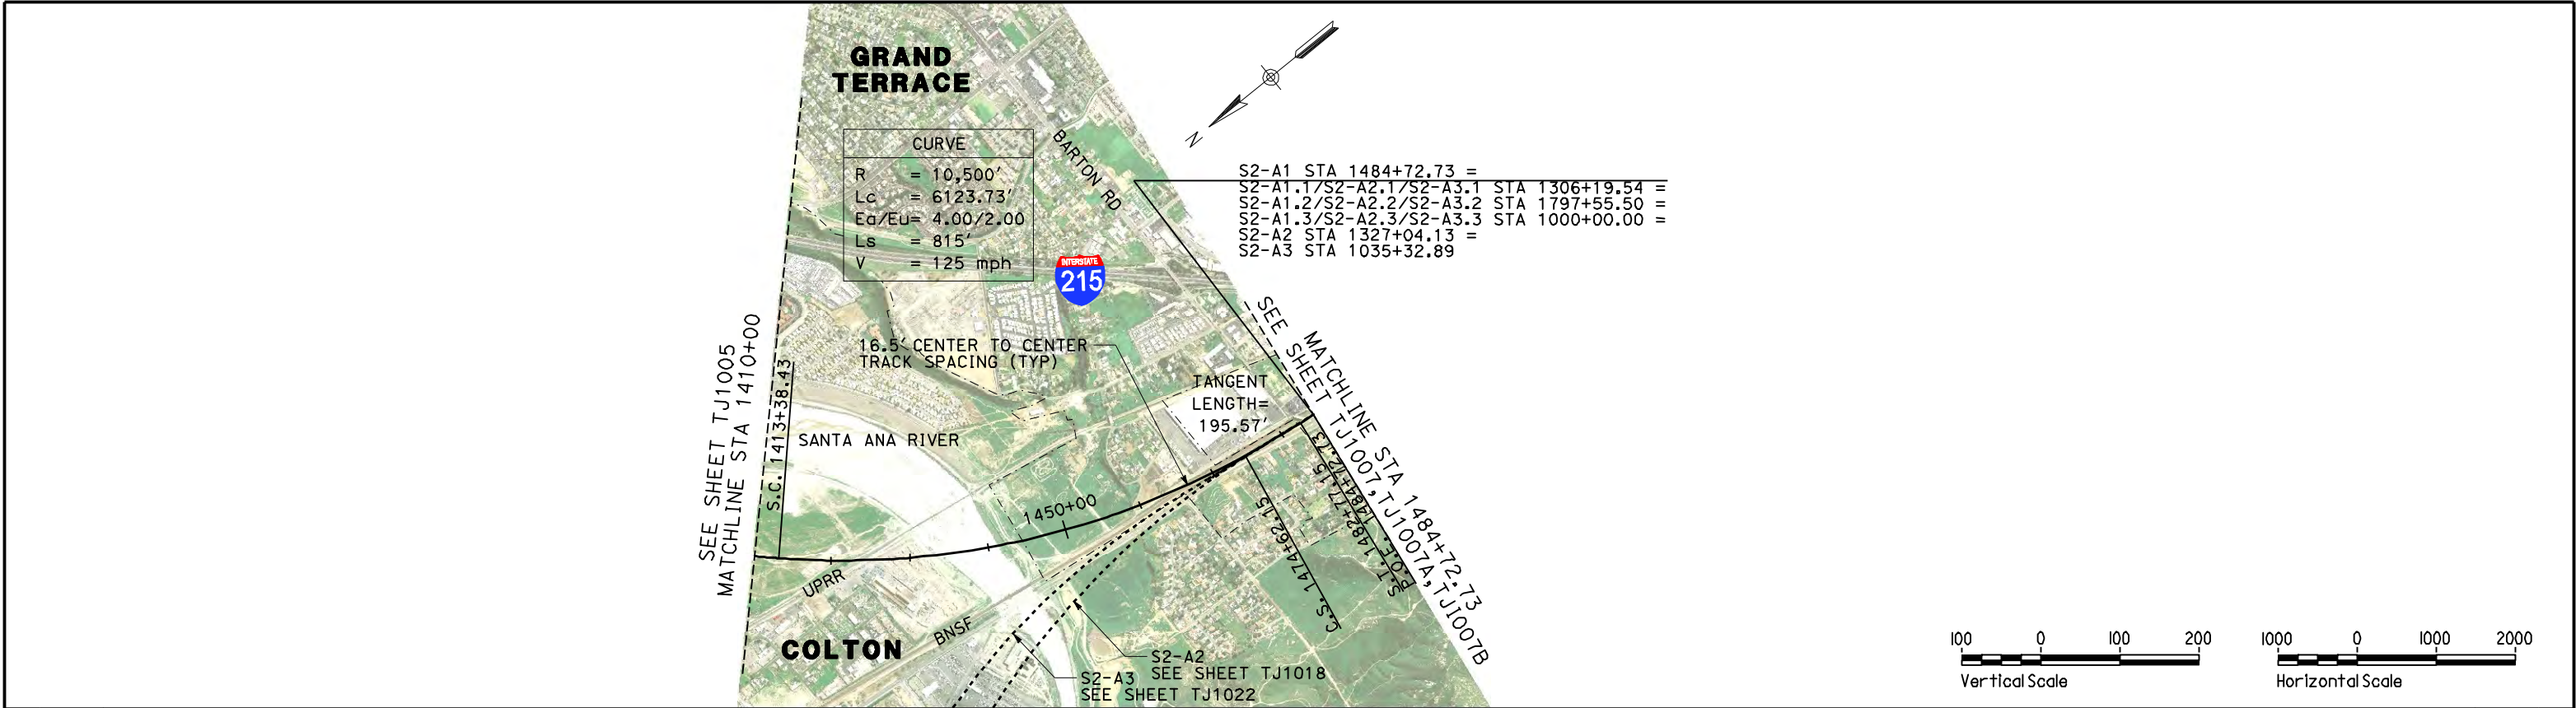 GRAND
TERRACE
CURVE
R = 10,500'
Lc = 6123.73'
Ea/Eu= 4.00/2.00
Ls = 815'
V = 125 mph
BARTON RD
N
S2-A1 STA 1484+72.73 =
S2-A1.1/S2-A2.1/S2-A3.1 STA 1306+19.54 =
S2-A1.2/S2-A2.2/S2-A3.2 STA 1797+55.50 =
S2-A1.3/S2-A2.3/S2-A3.3 STA 1000+00.00 =
S2-A2 STA 1327+04.13 =
S2-A3 STA 1035+32.89
INTERSTATE
215
SEE SHEET TJ1005
MATCHLINE STA 1410+00
S.C. 1413+38.43
16.5' CENTER TO CENTER
TRACK SPACING (TYP)
SANTA ANA RIVER
TANGENT
LENGTH=
195.57'
MATCHLINE STA 1484+72.73
SEE SHEET TJ1007,TJ1007A,TJ1007B
1450+00
C.S. 1474+62.15
S.T. 1482+77.15
P.O.E. 1484+72.73
UPRR
BNSF
COLTON
S2-A2
SEE SHEET TJ1018
S2-A3
SEE SHEET TJ1022
100 0 100 200
Vertical Scale
1000 0 1000 2000
Horizontal Scale